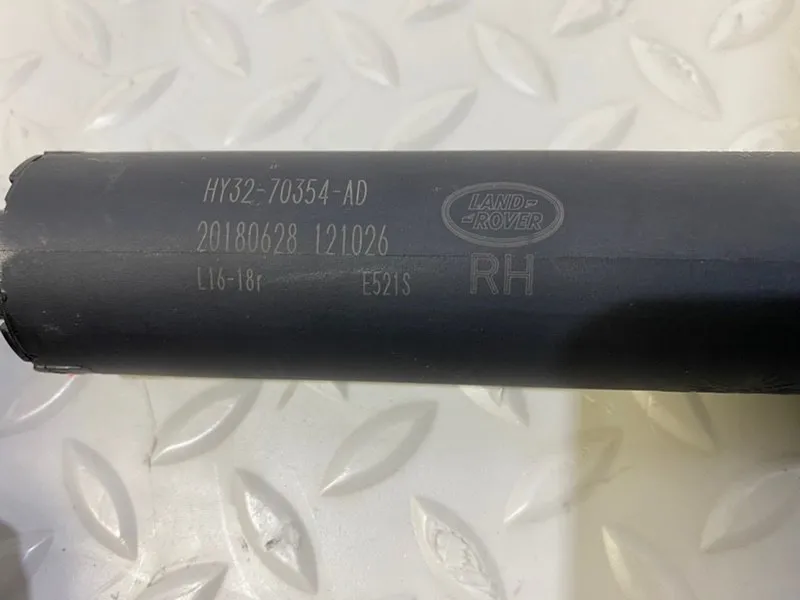 HY32-70354-AD
20180628 121026
L16-18r E521S
LAND-
-ROVER
RH